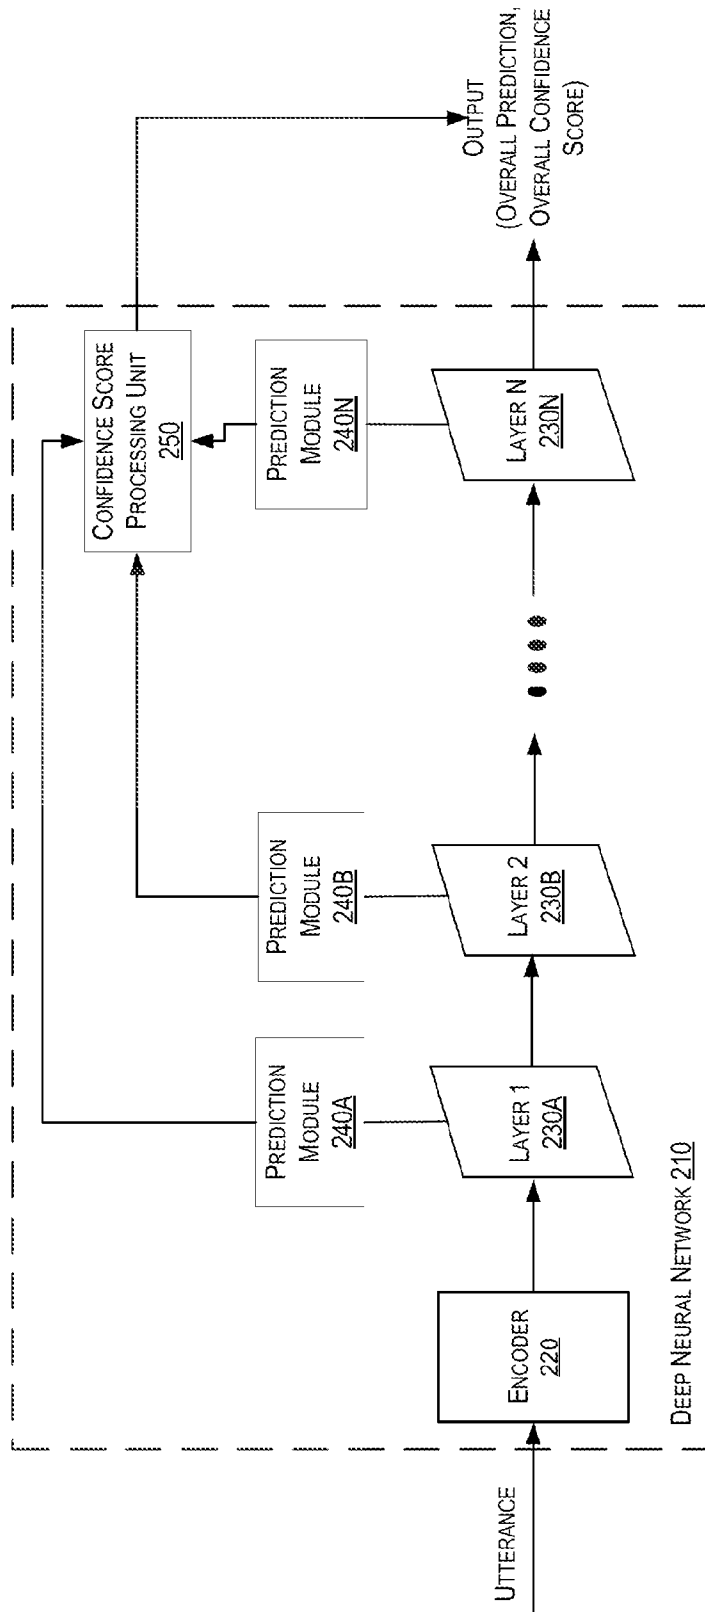 UTTERANCE
ENCODER
220
LAYER 1
230A
LAYER 2
230B
LAYER N
230N
PREDICTION
MODULE
240A
PREDICTION
MODULE
240B
PREDICTION
MODULE
240N
CONFIDENCE SCORE
PROCESSING UNIT
250
OUTPUT
(OVERALL PREDICTION,
OVERALL CONFIDENCE
SCORE)
DEEP NEURAL NETWORK 210